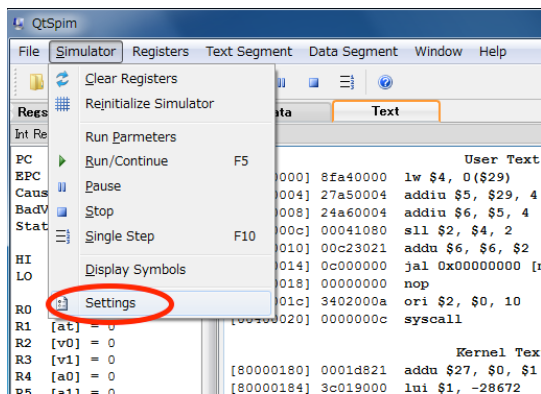 QtSpim
File Simulator Registers Text Segment Data Segment Window Help
Clear Registers
Reinitialize Simulator
Run Parmeters
Run/Continue F5
Pause
Stop
Single Step F10
Display Symbols
Settings
Regs
Int Re
PC
EPC
Caus
BadV
Stat
HI
LO
R0
R1 [at] = 0
R2 [v0] = 0
R3 [v1] = 0
R4 [a0] = 0
R5 [a1] = 0
ata Text
User Text
0000] 8fa40000 lw $4, 0($29)
0004] 27a50004 addiu $5, $29, 4
0008] 24a60004 addiu $6, $5, 4
000c] 00041080 sll $2, $4, 2
0010] 00c23021 addu $6, $6, $2
0014] 0c000000 jal 0x00000000 [m
0018] 00000000 nop
001c] 3402000a ori $2, $0, 10
[00400020] 0000000c syscall
Kernel Tex
[80000180] 0001d821 addu $27, $0, $1
[80000184] 3c019000 lui $1, -28672